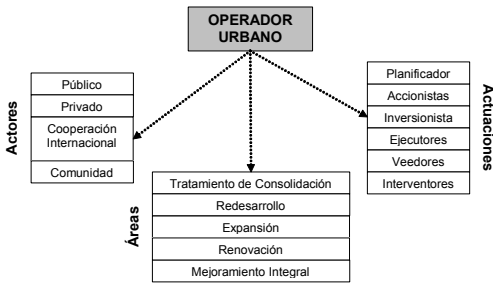 OPERADOR
URBANO
Actores
Público
Privado
Cooperación
Internacional
Comunidad
Áreas
Tratamiento de Consolidación
Redesarrollo
Expansión
Renovación
Mejoramiento Integral
Planificador
Accionistas
Inversionista
Ejecutores
Veedores
Interventores
Actuaciones